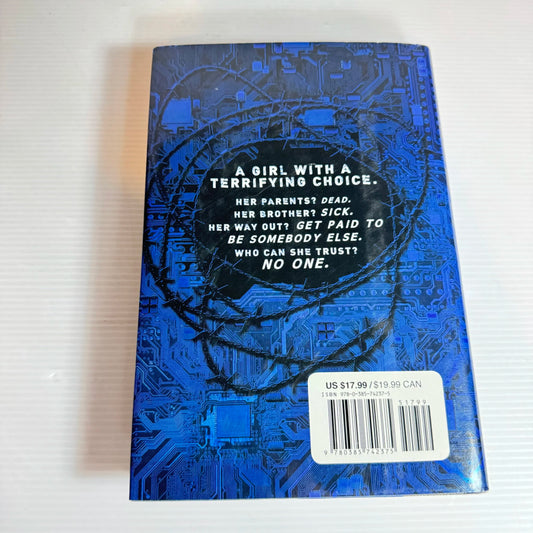 A GIRL WITH A
TERRIFYING CHOICE.
HER PARENTS? DEAD.
HER BROTHER? SICK.
HER WAY OUT? GET PAID TO
BE SOMEBODY ELSE.
WHO CAN SHE TRUST?
NO ONE.
US $17.99 / $19.99 CAN
ISBN 978-0-385-74237-5
51799
9 780385 742375